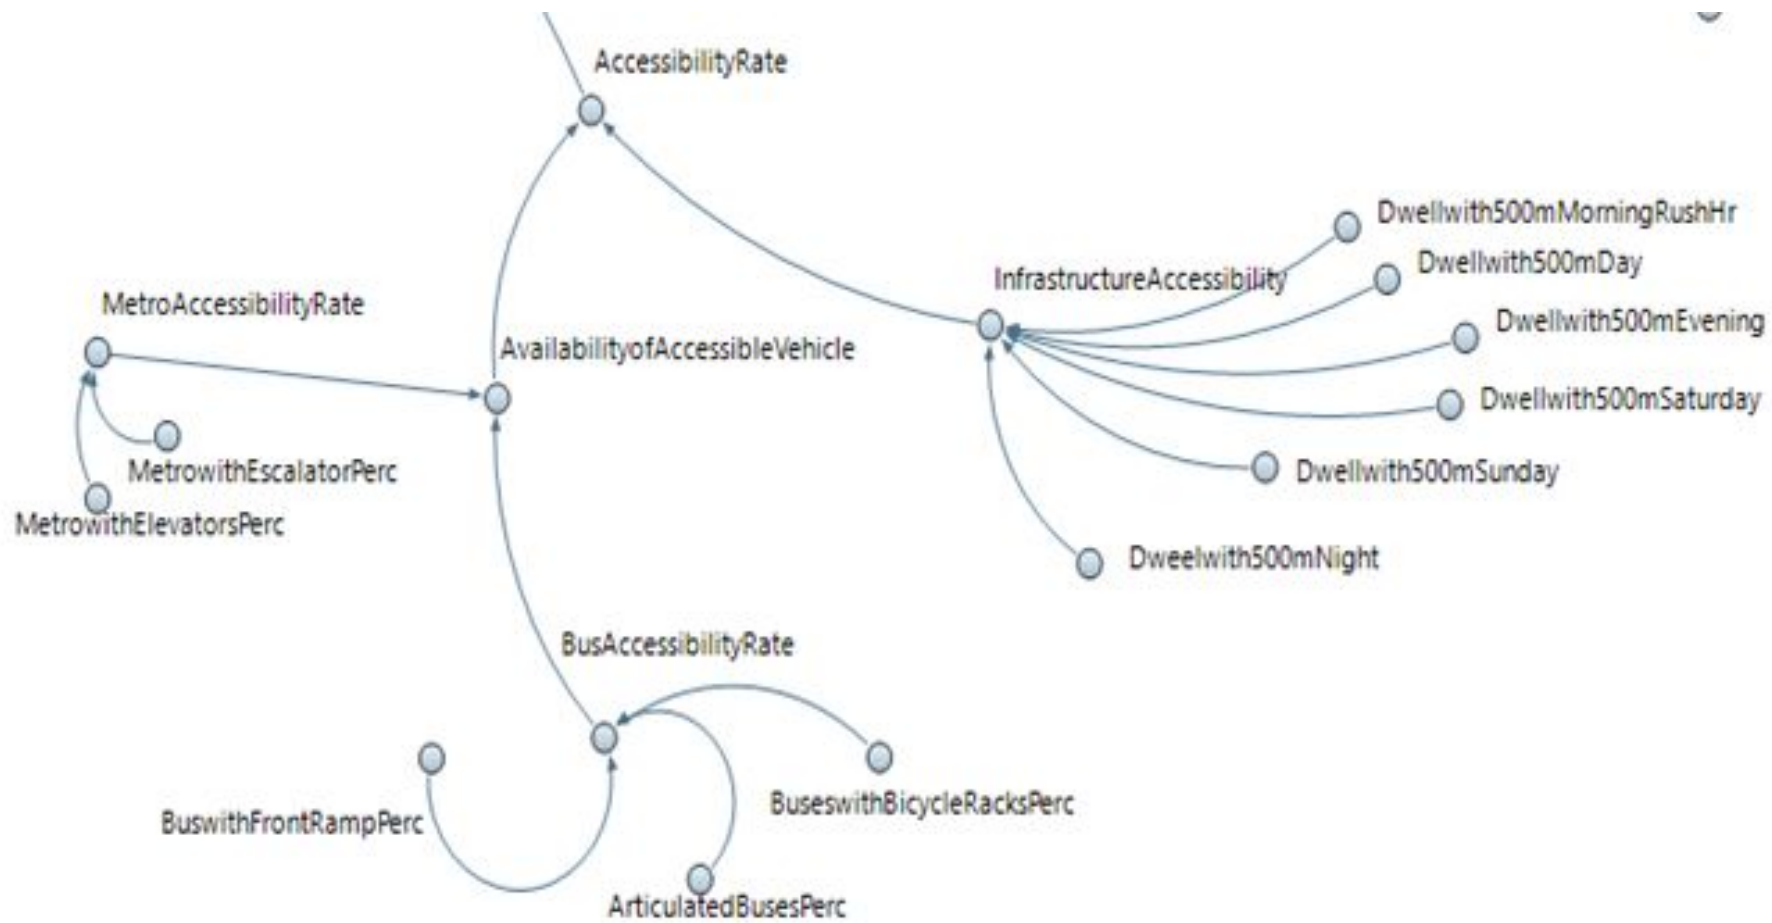 AccessibilityRate
Dwellwith500mMorningRushHr
Dwellwith500mDay
InfrastructureAccessibility
MetroAccessibilityRate
Dwellwith500mEvening
AvailabilityofAccessibleVehicle
Dwellwith500mSaturday
MetrowithEscalatorPerc
Dwellwith500mSunday
MetrowithElevatorsPerc
Dweelwith500mNight
BusAccessibilityRate
BuseswithBicycleRacksPerc
BuswithFrontRampPerc
ArticulatedBusesPerc